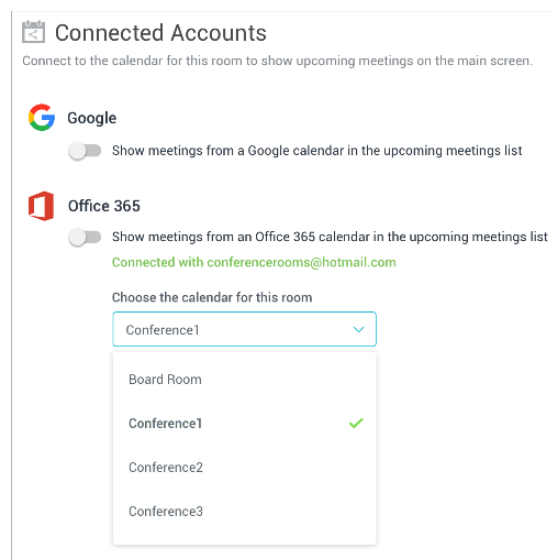 Connected Accounts
Connect to the calendar for this room to show upcoming meetings on the main screen.
Google
Show meetings from a Google calendar in the upcoming meetings list
Office 365
Show meetings from an Office 365 calendar in the upcoming meetings list
Connected with conferencerooms@hotmail.com
Choose the calendar for this room
Conference1
Board Room
Conference1
Conference2
Conference3